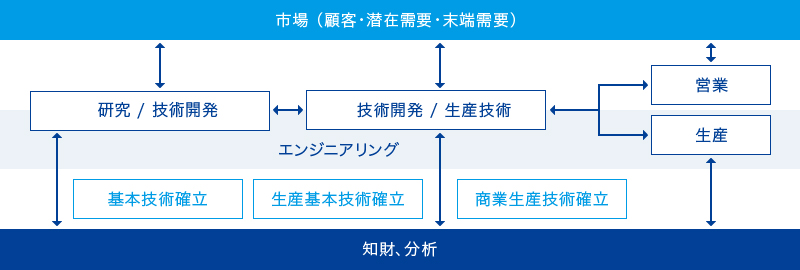 市場（顧客・潜在需要・末端需要）
研究 / 技術開発
技術開発 / 生産技術
営業
生産
エンジニアリング
基本技術確立
生産基本技術確立
商業生産技術確立
知財、分析